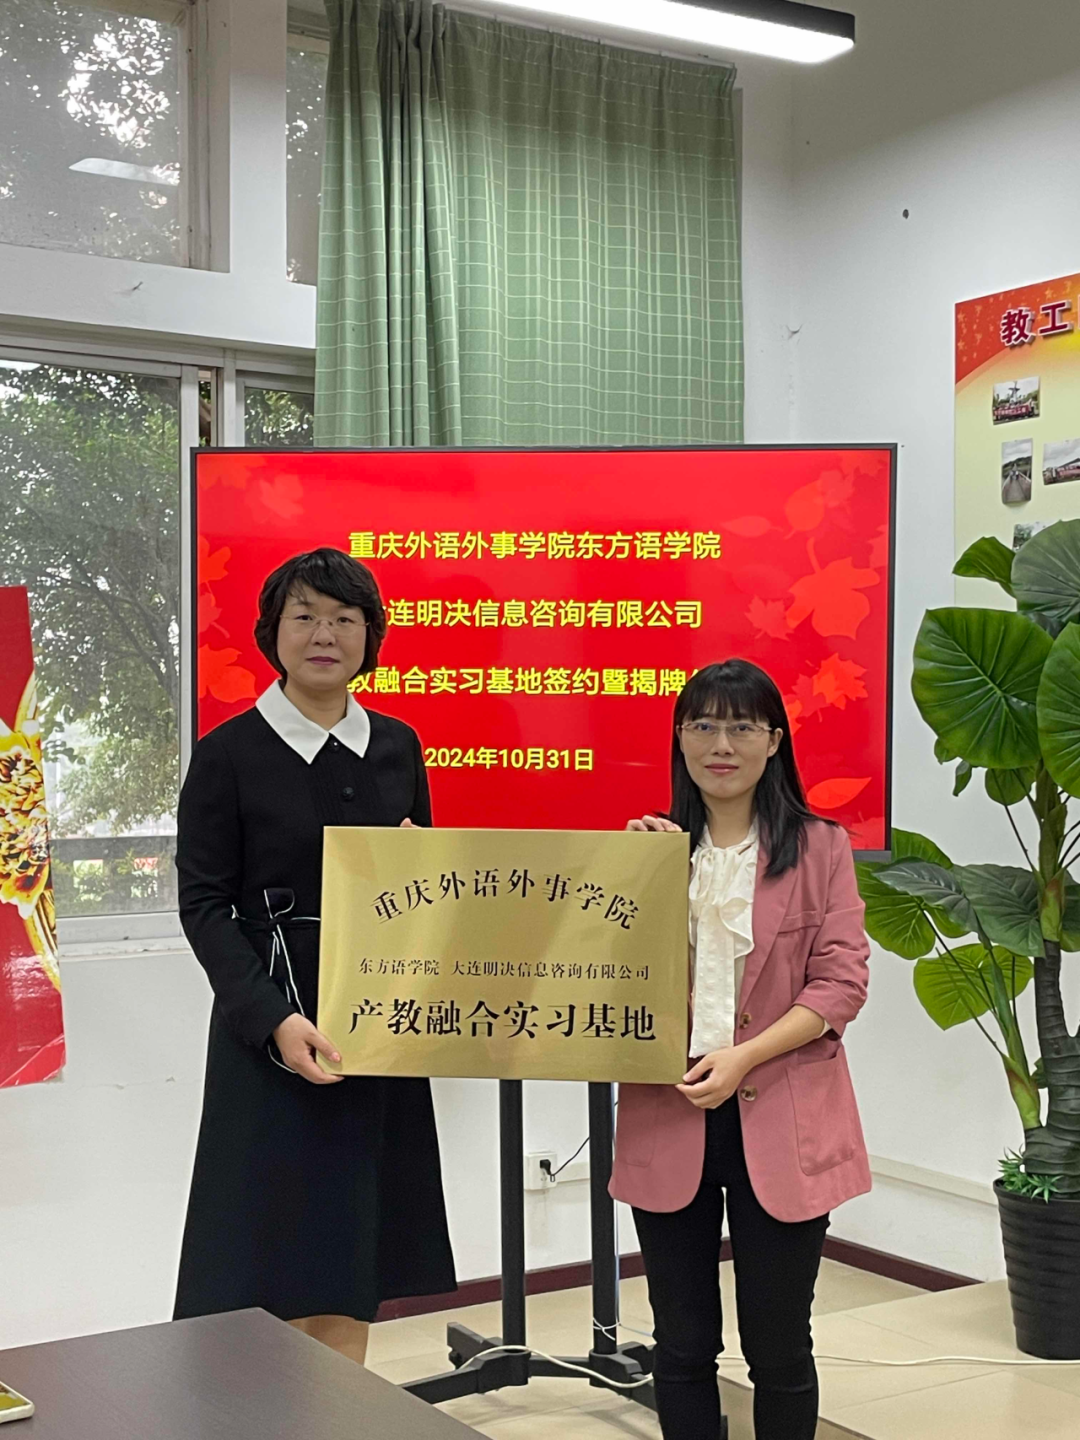 教工
重庆外语外事学院东方语学院
连明决信息咨询有限公司
教融合实习基地签约暨揭牌
2024年10月31日
重庆外语外事学院
东方语学院 大连明决信息咨询有限公司
产教融合实习基地